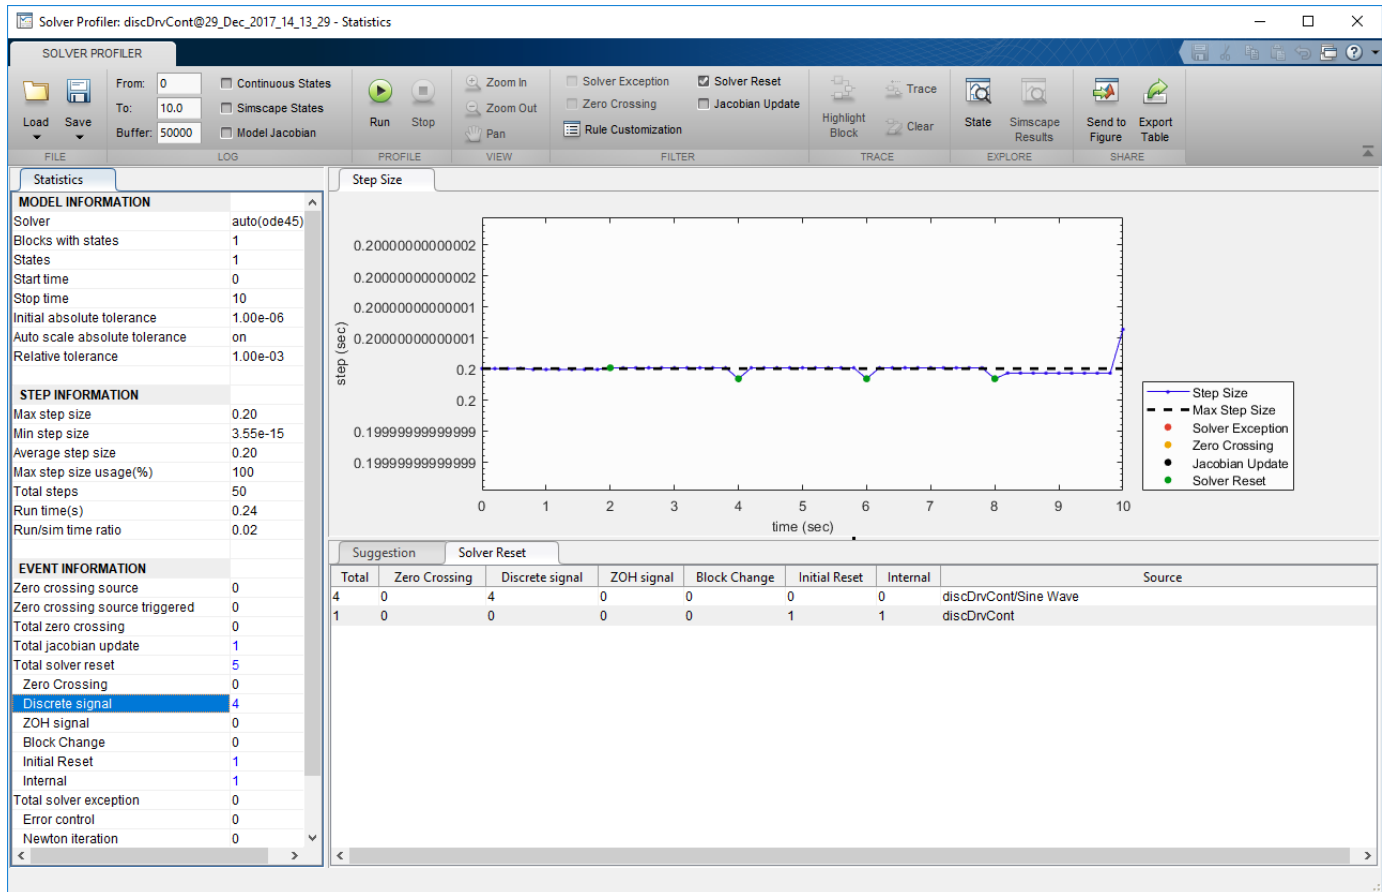 Solver Profiler: discDrvCont@29_Dec_2017_14_13_29 - Statistics
SOLVER PROFILER
Load
Save
From: 0
To: 10.0
Buffer: 50000
Continuous States
Simscape States
Model Jacobian
Run
Stop
Zoom In
Zoom Out
Pan
Solver Exception
Solver Reset
Zero Crossing
Jacobian Update
Rule Customization
Highlight Block
Trace
Clear
State
Simscape Results
Send to Figure
Export Table
FILE
LOG
PROFILE
VIEW
FILTER
TRACE
EXPLORE
SHARE
Statistics
MODEL INFORMATION
Solver auto(ode45)
Blocks with states 1
States 1
Start time 0
Stop time 10
Initial absolute tolerance 1.00e-06
Auto scale absolute tolerance on
Relative tolerance 1.00e-03
STEP INFORMATION
Max step size 0.20
Min step size 3.55e-15
Average step size 0.20
Max step size usage(%) 100
Total steps 50
Run time(s) 0.24
Run/sim time ratio 0.02
EVENT INFORMATION
Zero crossing source 0
Zero crossing source triggered 0
Total zero crossing 0
Total jacobian update 1
Total solver reset 5
Zero Crossing 0
Discrete signal 4
ZOH signal 0
Block Change 0
Initial Reset 1
Internal 1
Total solver exception 0
Error control 0
Newton iteration 0
Step Size
0.20000000000002
0.20000000000002
0.20000000000001
0.20000000000001
0.2
0.2
0.19999999999999
0.19999999999999
step (sec)
0 1 2 3 4 5 6 7 8 9 10
time (sec)
Step Size
Max Step Size
Solver Exception
Zero Crossing
Jacobian Update
Solver Reset
Suggestion
Solver Reset
Total Zero Crossing Discrete signal ZOH signal Block Change Initial Reset Internal Source
4 0 4 0 0 0 0 discDrvCont/Sine Wave
1 0 0 0 0 1 1 discDrvCont